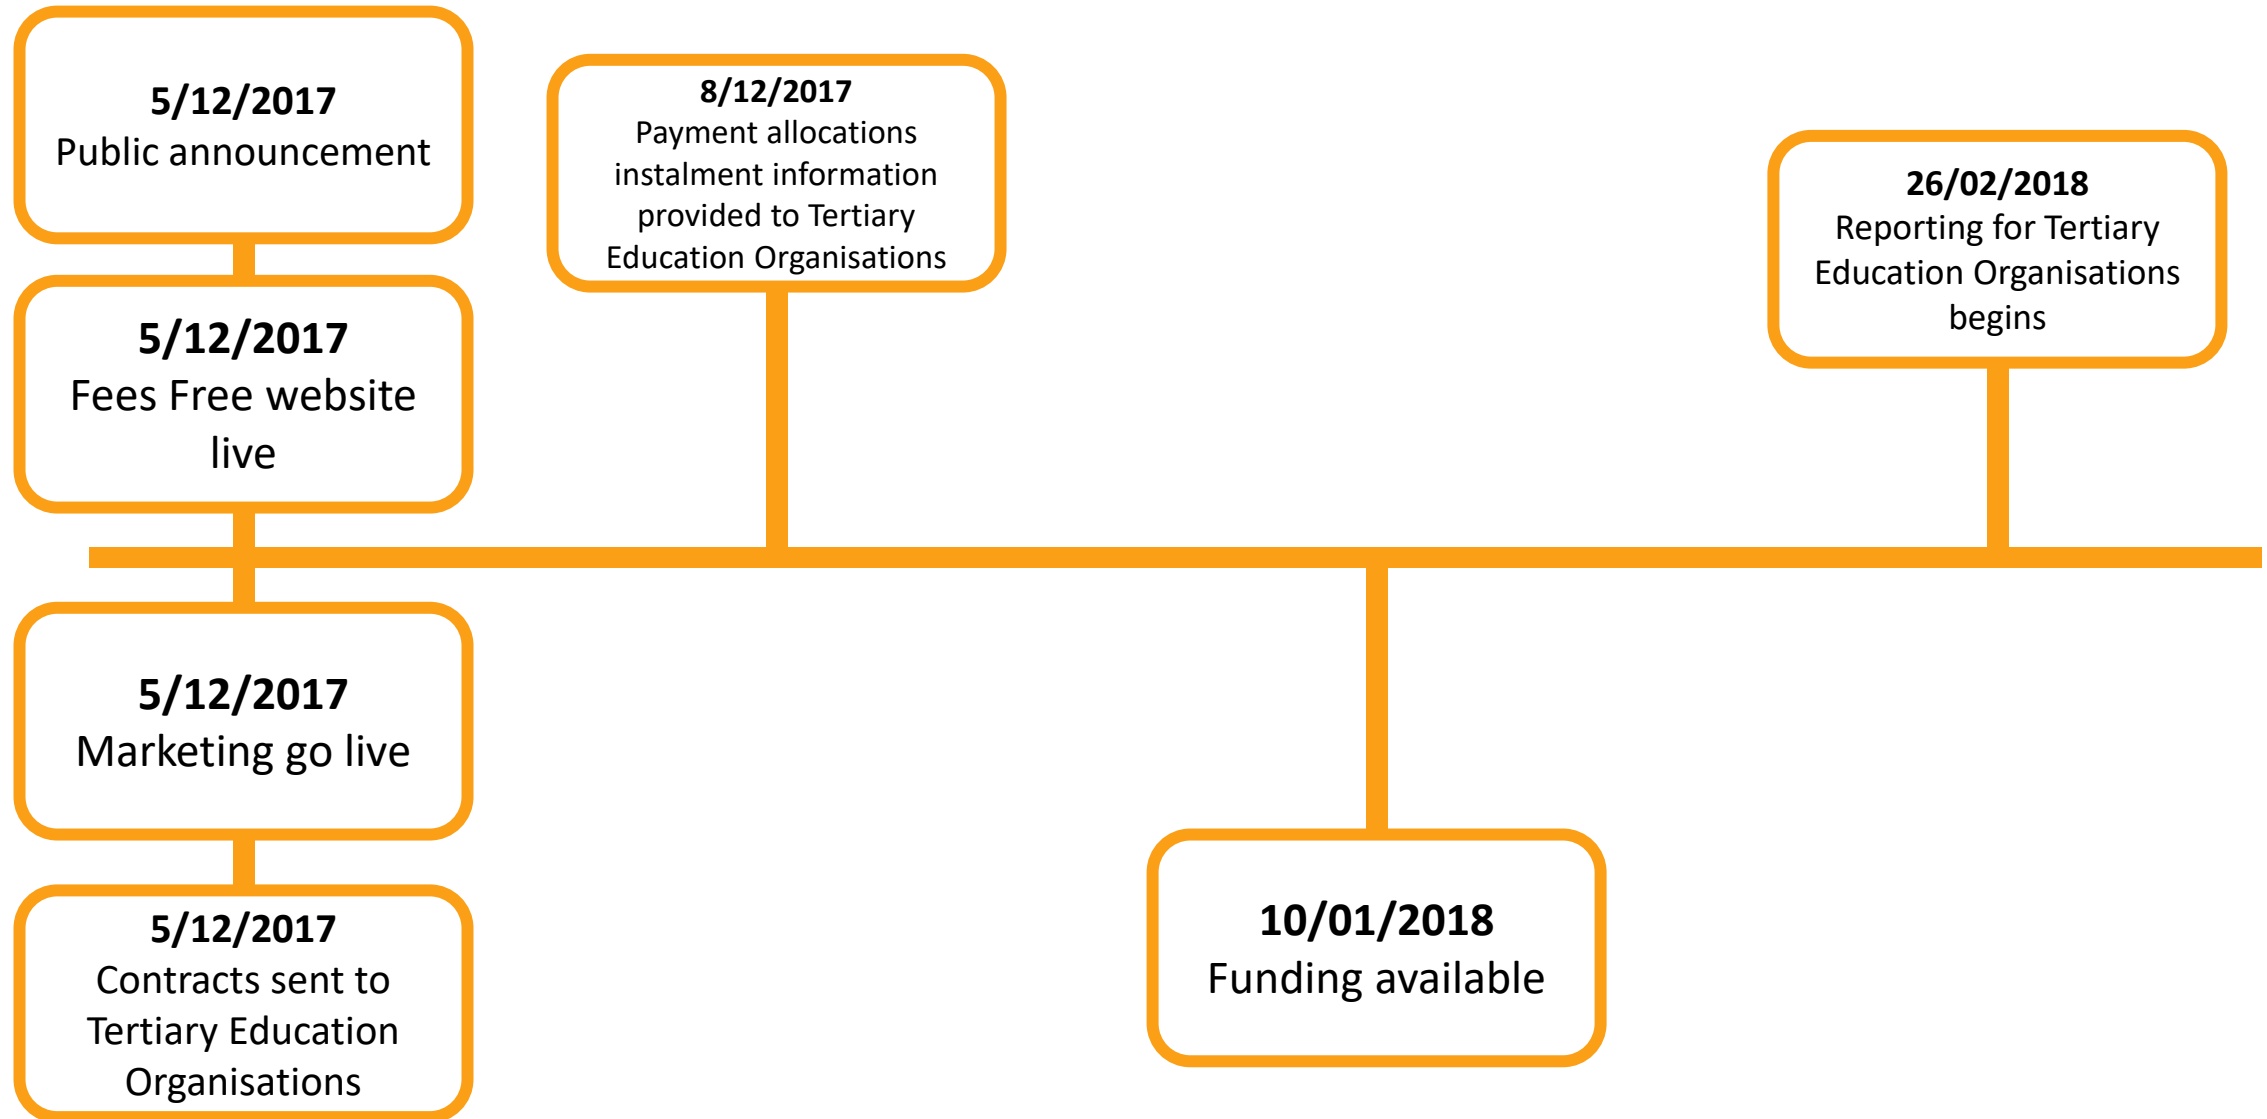 5/12/2017
Public announcement
5/12/2017
Fees Free website
live
5/12/2017
Marketing go live
5/12/2017
Contracts sent to
Tertiary Education
Organisations
8/12/2017
Payment allocations
instalment information
provided to Tertiary
Education Organisations
10/01/2018
Funding available
26/02/2018
Reporting for Tertiary
Education Organisations
begins